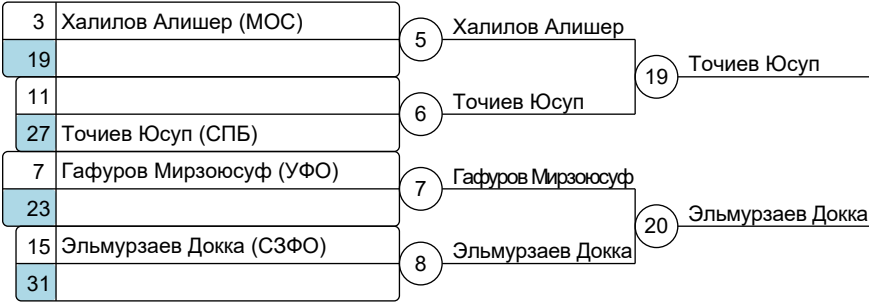 3 Халилов Алишер (МОС)
19
5 Халилов Алишер
11
27 Точиев Юсуп (СПБ)
6 Точиев Юсуп
19 Точиев Юсуп
7 Гафуров Мирзоюсуф (УФО)
23
7 Гафуров Мирзоюсуф
15 Эльмурзаев Докка (СЗФО)
31
8 Эльмурзаев Докка
20 Эльмурзаев Докка